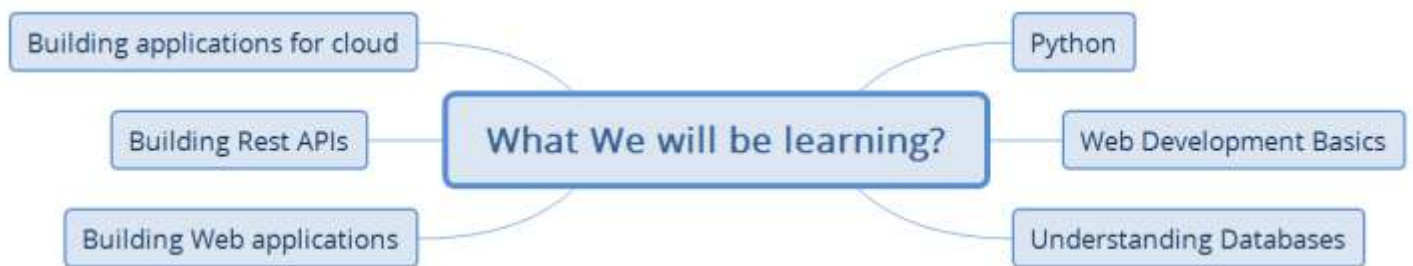 Building applications for cloud
Python
Building Rest APIs
What We will be learning?
Web Development Basics
Building Web applications
Understanding Databases